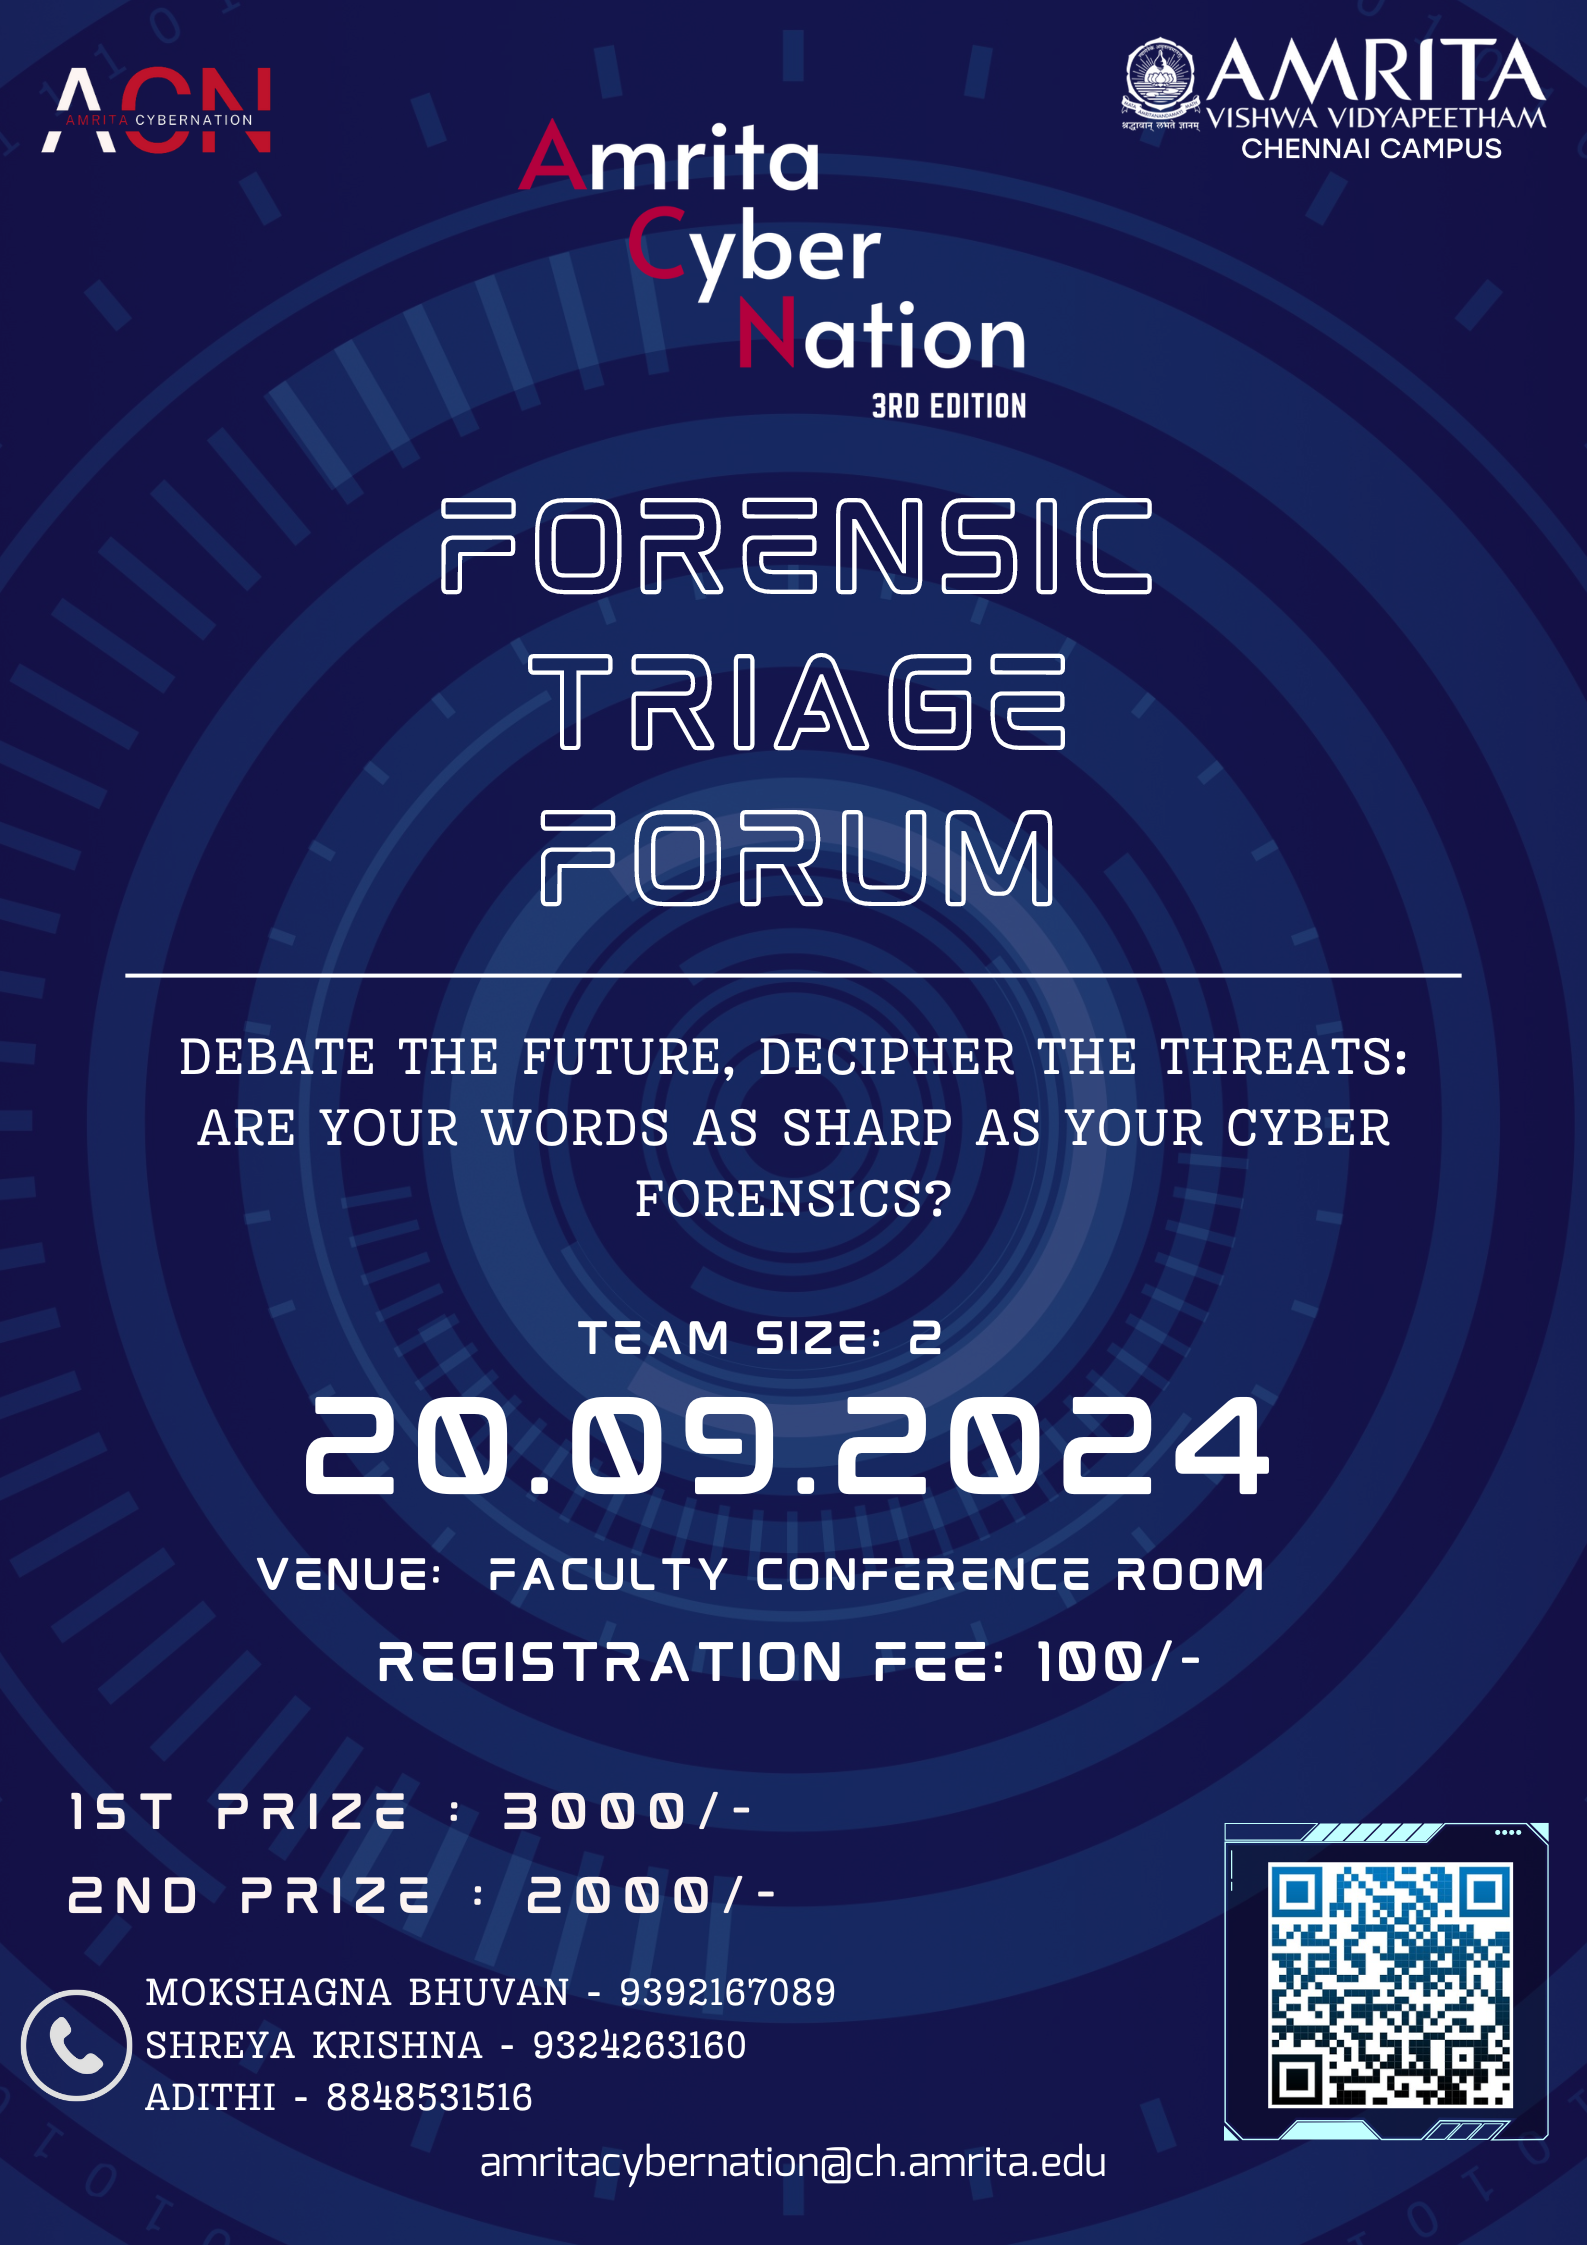 ACN
AMRITA CYBERNATION
AMRITA
VISHWA VIDYAPEETHAM
CHENNAI CAMPUS
श्रद्धावान् लभते ज्ञानम्
Amrita
Cyber
Nation
3RD EDITION
FORENSIC
TRIAGE
FORUM
DEBATE THE FUTURE, DECIPHER THE THREATS:
ARE YOUR WORDS AS SHARP AS YOUR CYBER
FORENSICS?
TEAM SIZE: 2
20.09.2024
VENUE: FACULTY CONFERENCE ROOM
REGISTRATION FEE: 100/-
1ST PRIZE : 3000/-
2ND PRIZE : 2000/-
MOKSHAGNA BHUVAN - 9392167089
SHREYA KRISHNA - 9324263160
ADITHI - 8848531516
amritacybernation@ch.amrita.edu